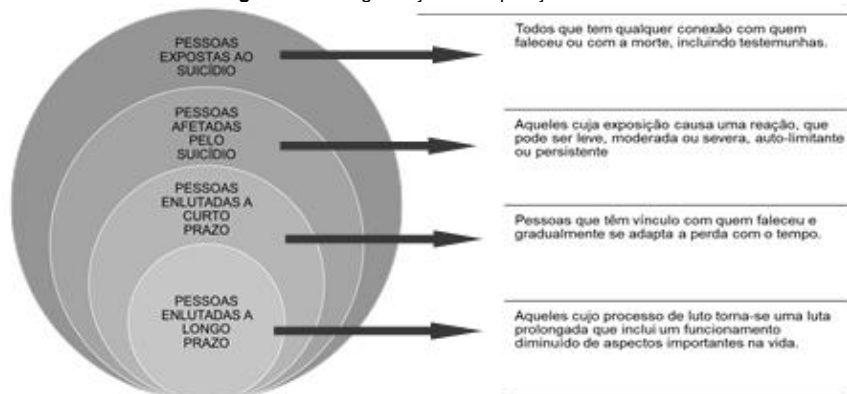 PESSOAS
EXPOSTAS AO
SUICÍDIO
Todos que tem qualquer conexão com quem
faleceu ou com a morte, incluindo testemunhas.
PESSOAS
AFETADAS
PELO
SUICÍDIO
Aqueles cuja exposição causa uma reação, que
pode ser leve, moderada ou severa, auto-limitante
ou persistente
PESSOAS
ENLUTADAS A
CURTO
PRAZO
Pessoas que têm vínculo com quem faleceu e
gradualmente se adapta a perda com o tempo.
PESSOAS
ENLUTADAS A
LONGO
PRAZO
Aqueles cujo processo de luto torna-se uma luta
prolongada que inclui um funcionamento
diminuído de aspectos importantes na vida.